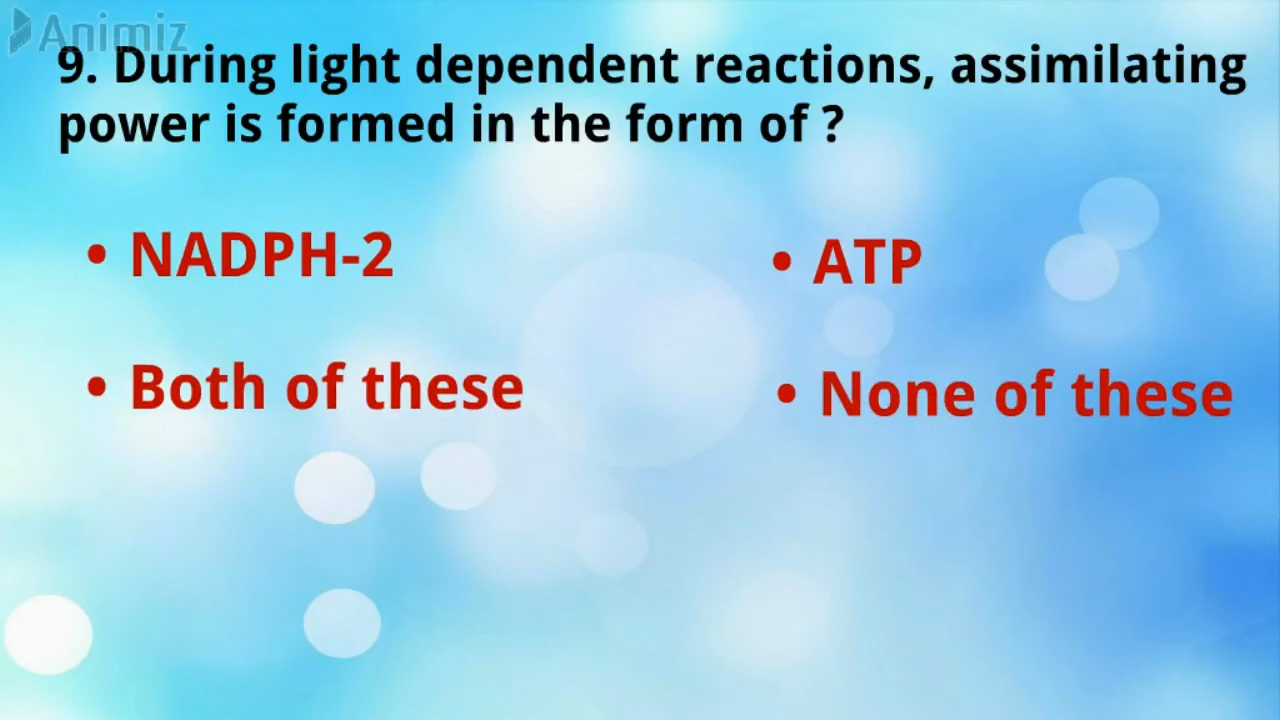 Animiz
9. During light dependent reactions, assimilating
power is formed in the form of ?
• NADPH-2
• ATP
• Both of these
• None of these